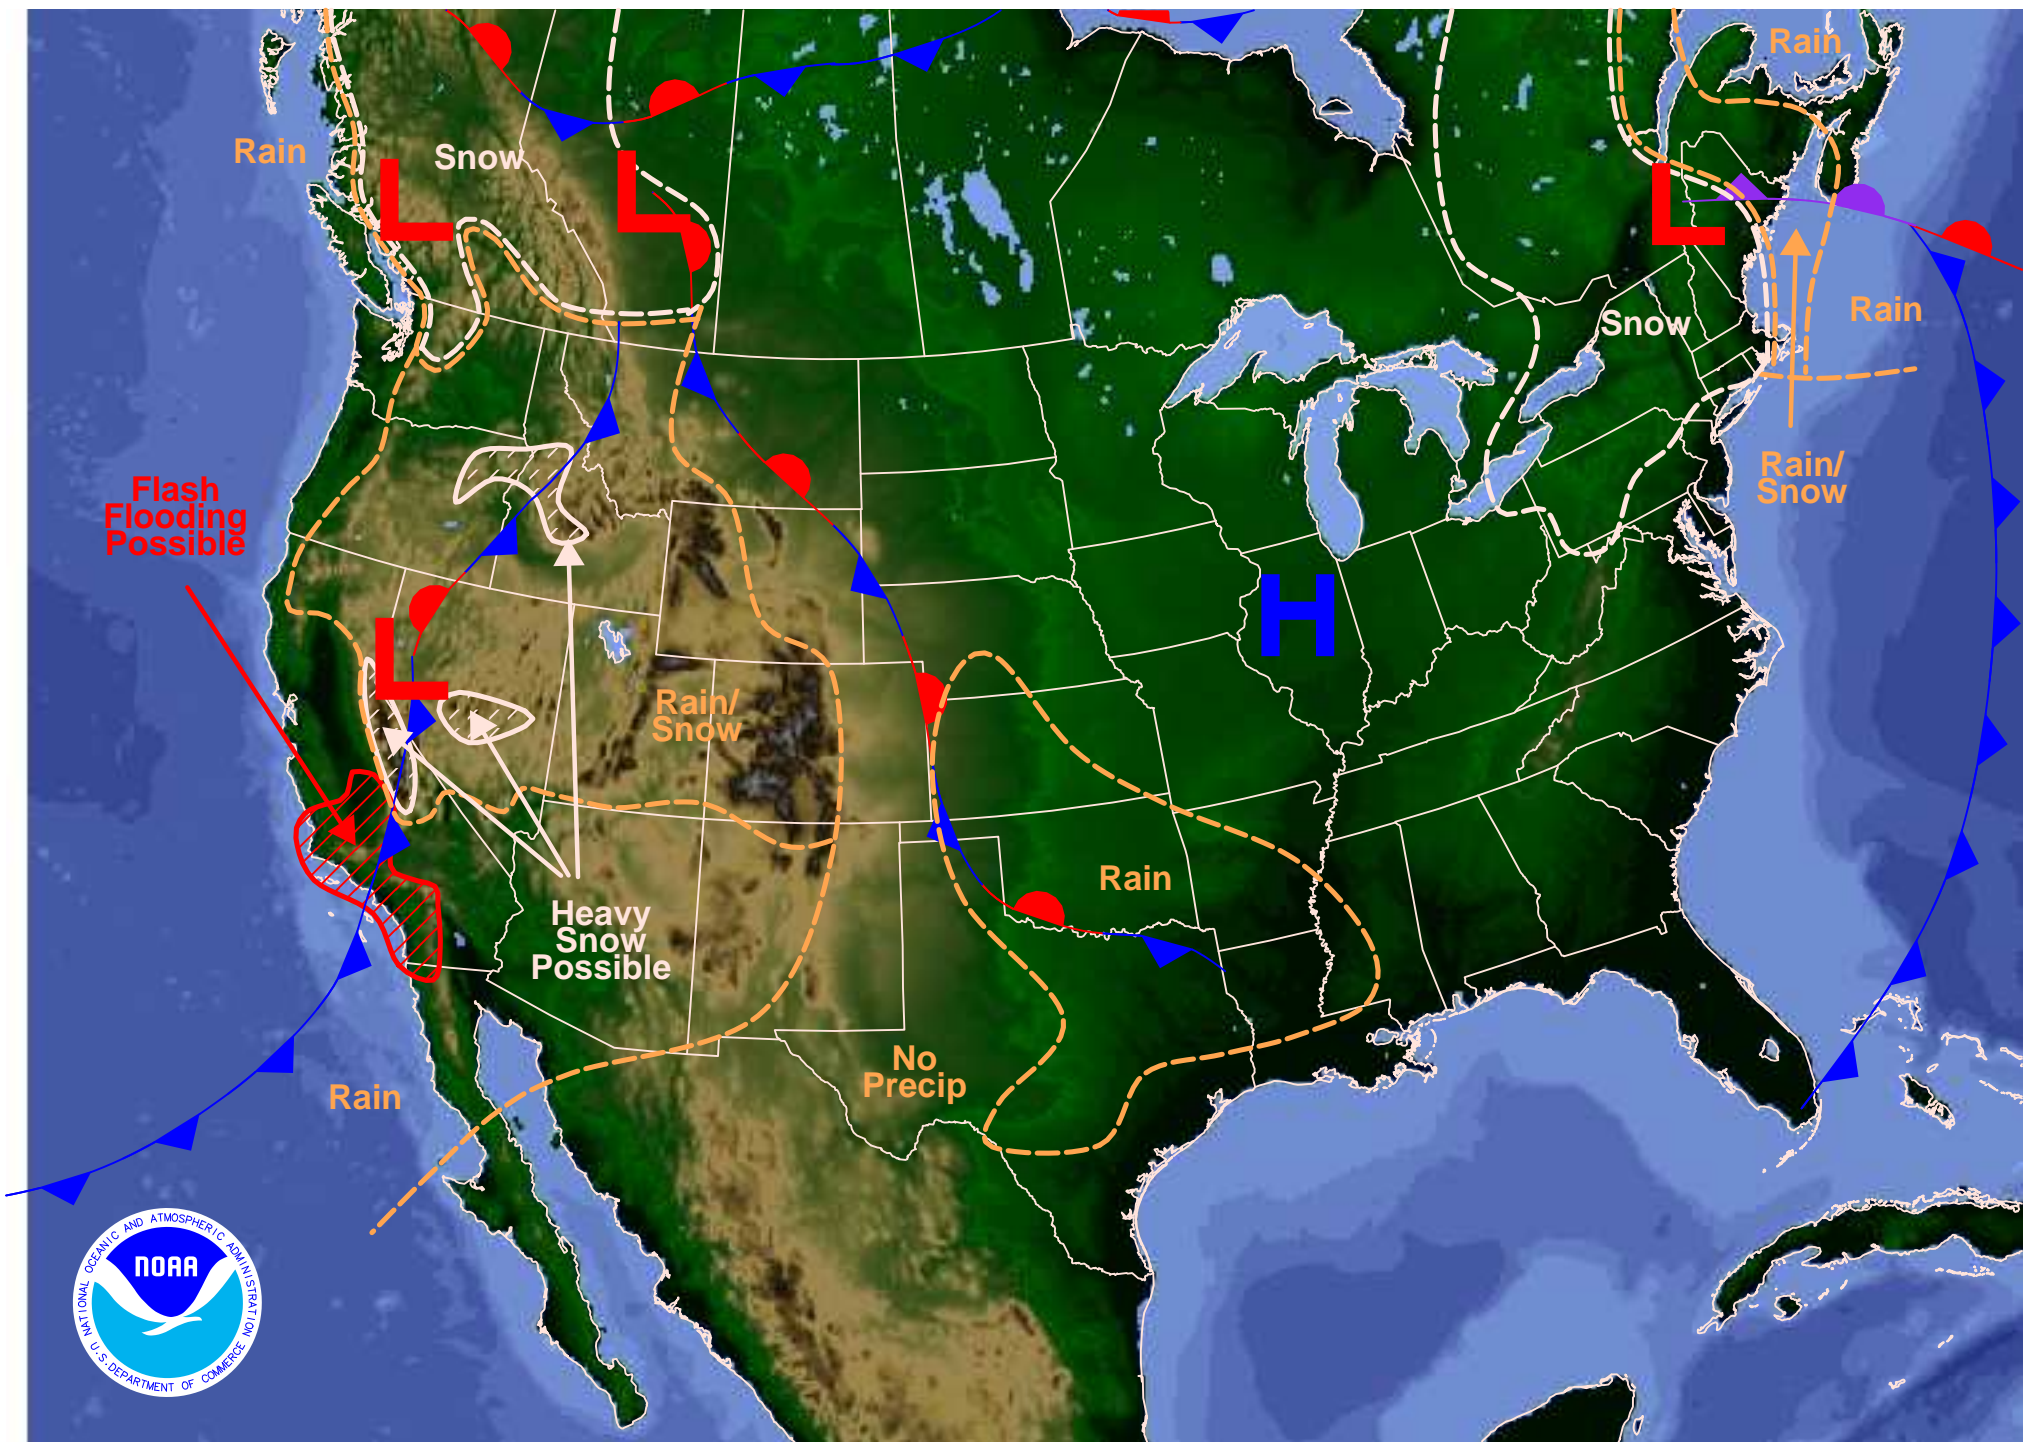 Rain
Rain
Snow
L
L
L
Rain
Snow
Rain/
Snow
Flash
Flooding
Possible
H
L
Rain/
Snow
Rain
Heavy
Snow
Possible
No
Precip
Rain
NATIONAL OCEANIC AND ATMOSPHERIC ADMINISTRATION
NOAA
U.S. DEPARTMENT OF COMMERCE